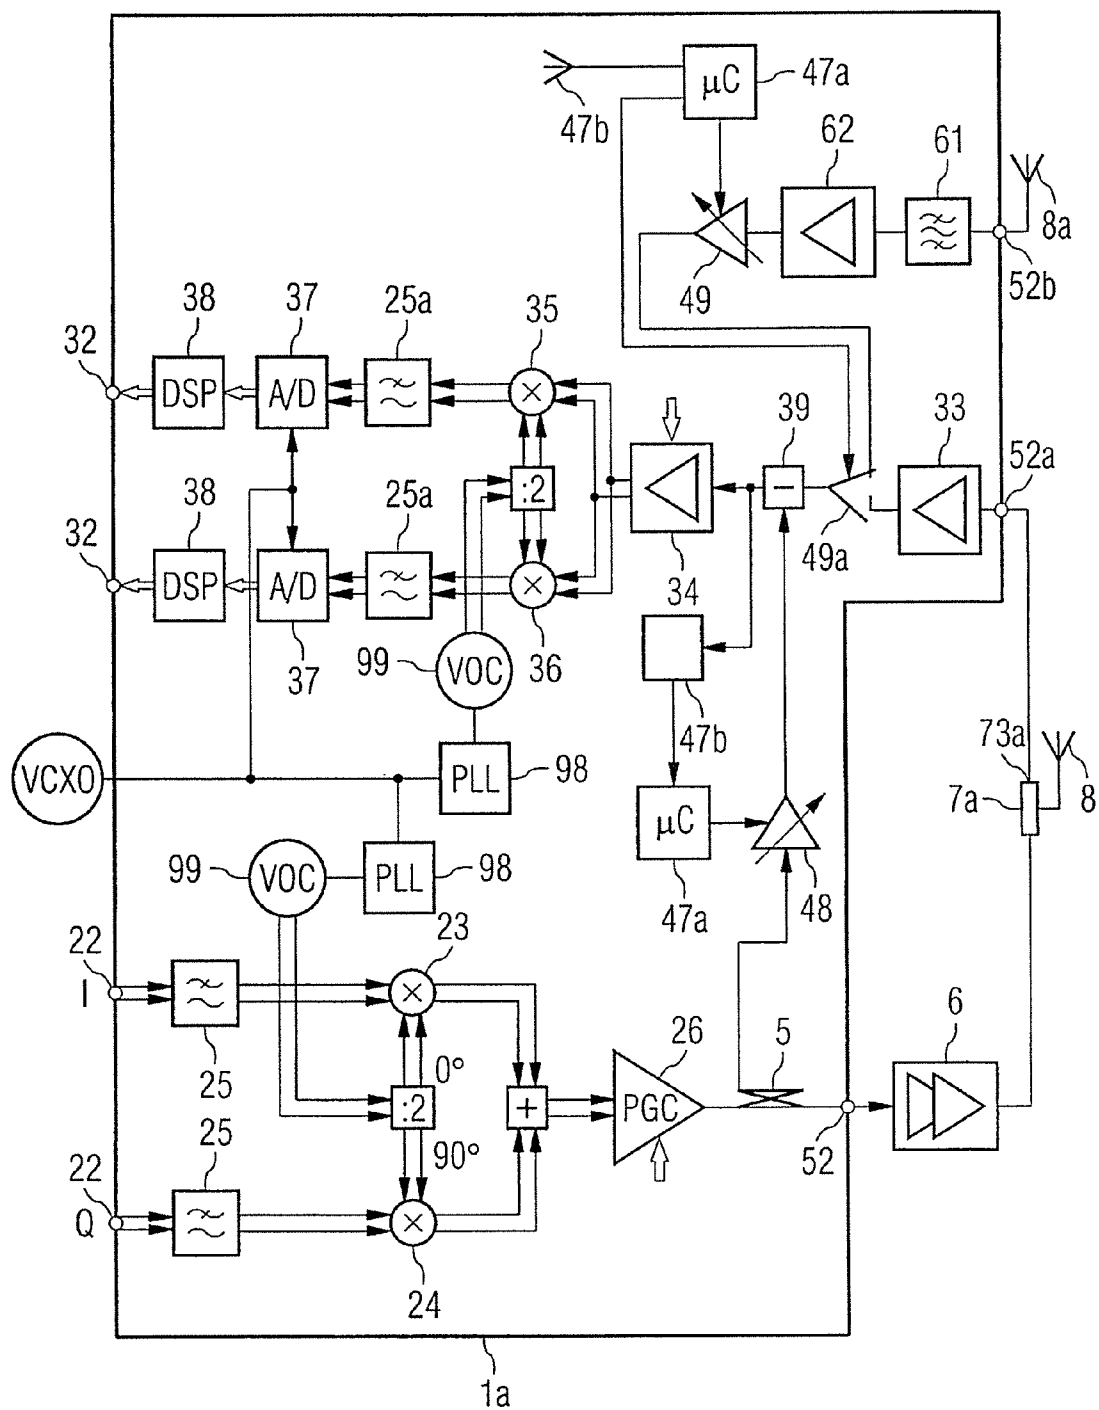 μC
47a
47b
62
61
8a
49
52b
38
37
25a
35
32
DSP
A/D
39
33
52a
:2
34
49a
38
25a
32
DSP
A/D
37
36
99
VOC
47b
VCXO
PLL
98
73a
7a
8
μC
99
VOC
PLL
98
47a
48
22
23
I
25
0°
26
5
6
:2
+
PGC
25
90°
52
22
Q
24
1a